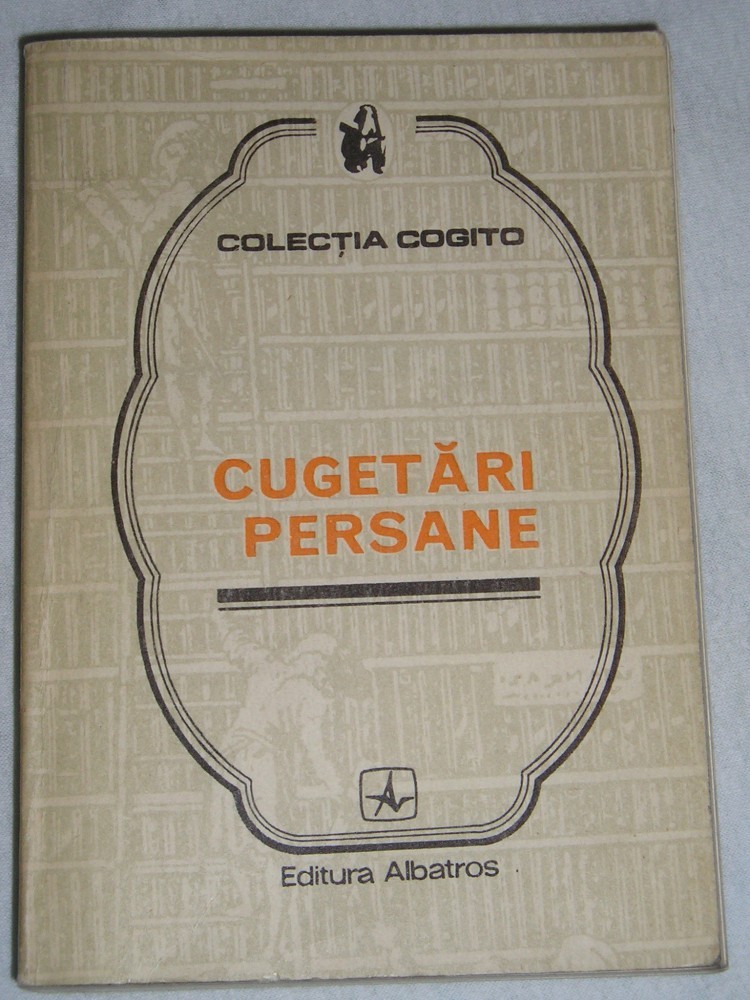 COLECȚIA COGITO
CUGETĂRI
PERSANE
Editura Albatros